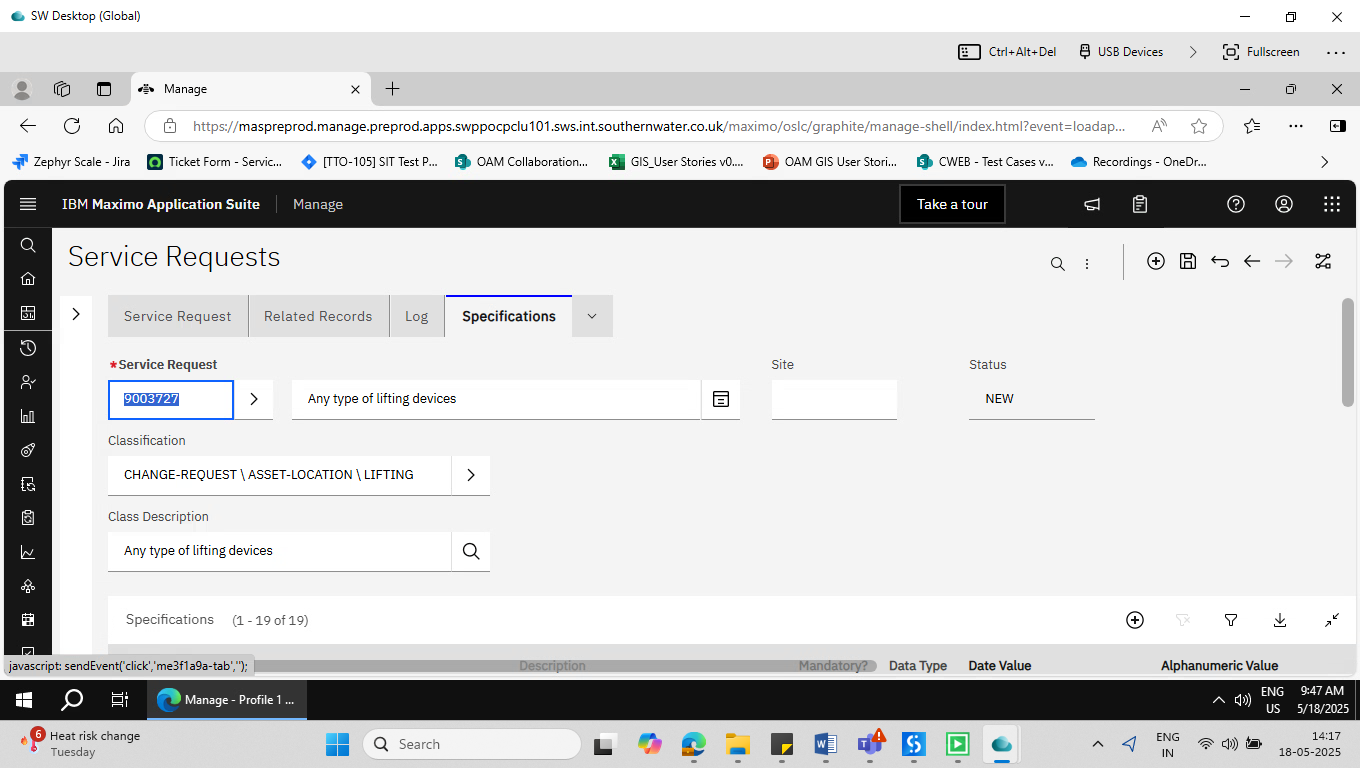 SW Desktop (Global)
Ctrl+Alt+Del
USB Devices
Fullscreen
Manage
https://maspreprod.manage.preprod.apps.swppocpclu101.sws.int.southernwater.co.uk/maximo/oslc/graphite/manage-shell/index.html?event=loadap...
Zephyr Scale - Jira
Ticket Form - Servic...
[TTO-105] SIT Test P...
OAM Collaboration...
GIS_User Stories v0....
OAM GIS User Stori...
CWEB - Test Cases v...
Recordings - OneDr...
IBM Maximo Application Suite
Manage
Take a tour
Service Requests
Service Request
Related Records
Log
Specifications
*Service Request
Site
Status
9003727
Any type of lifting devices
NEW
Classification
CHANGE-REQUEST \ ASSET-LOCATION \ LIFTING
Class Description
Any type of lifting devices
Specifications (1 - 19 of 19)
javascript: sendEvent('click','me3f1a9a-tab','');
Description
Mandatory?
Data Type
Date Value
Alphanumeric Value
Manage - Profile 1 ...
ENG
US
9:47 AM
5/18/2025
6
Heat risk change
Tuesday
Search
ENG
IN
14:17
18-05-2025